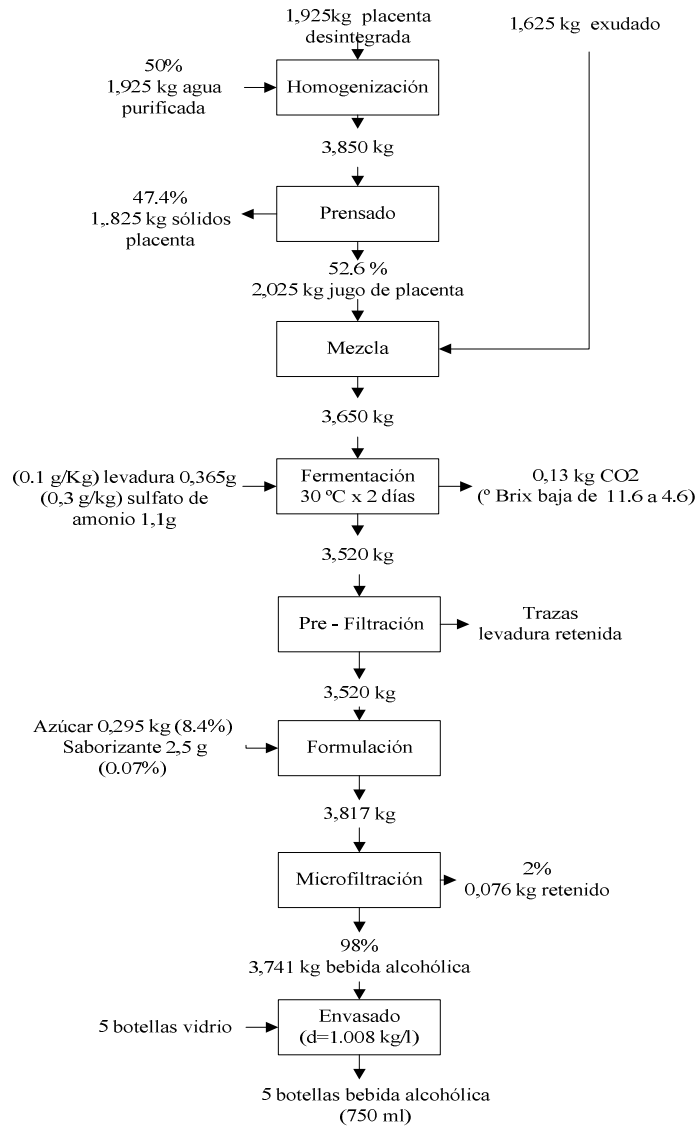 1,925kg placenta
desintegrada
1,625 kg exudado
50%
1,925 kg agua
purificada
Homogenización
3,850 kg
47.4%
1,.825 kg sólidos
placenta
Prensado
52.6 %
2,025 kg jugo de placenta
Mezcla
3,650 kg
(0.1 g/Kg) levadura 0,365g
(0,3 g/kg) sulfato de
amonio 1,1g
Fermentación
30 ºC x 2 días
0,13 kg CO2
(º Brix baja de 11.6 a 4.6)
3,520 kg
Pre - Filtración
Trazas
levadura retenida
3,520 kg
Azúcar 0,295 kg (8.4%)
Saborizante 2,5 g
(0.07%)
Formulación
3,817 kg
Microfiltración
2%
0,076 kg retenido
98%
3,741 kg bebida alcohólica
5 botellas vidrio
Envasado
(d=1.008 kg/l)
5 botellas bebida alcohólica
(750 ml)